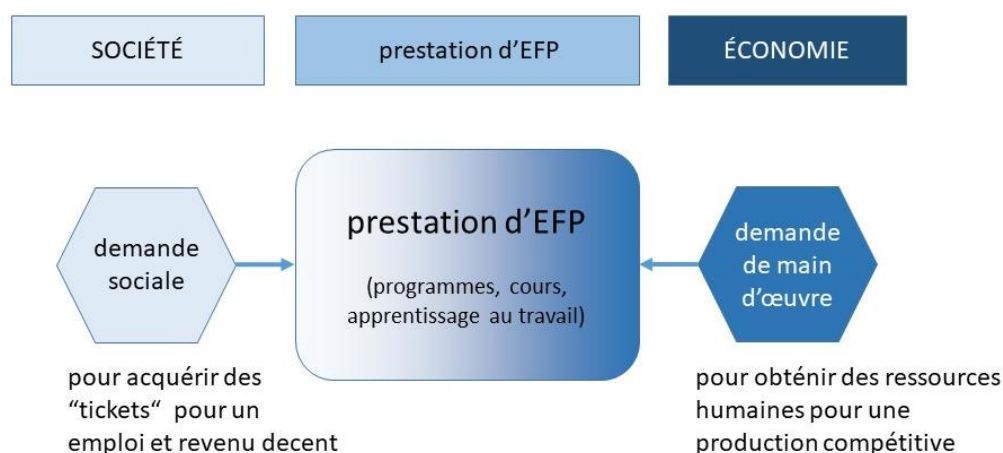 SOCIÉTÉ
prestation d’EFP
ÉCONOMIE
prestation d’EFP
(programmes, cours,
apprentissage au travail)
demande
sociale
demande
de main
d’œuvre
pour acquérir des
“tickets“ pour un
emploi et revenu decent
pour obténir des ressources
humaines pour une
production compétitive